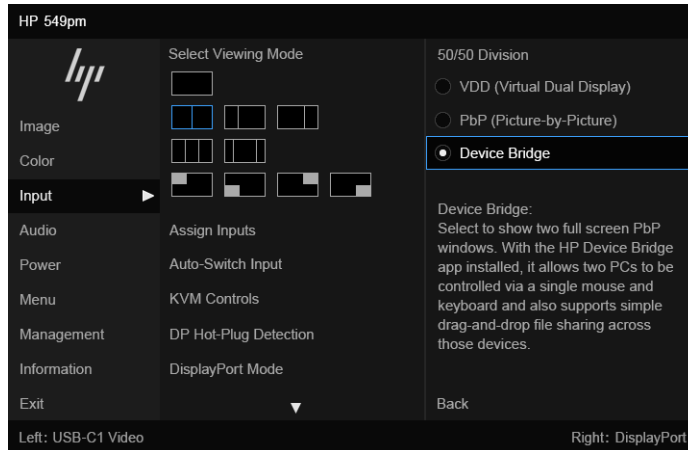 HP 549pm
hp
Image
Color
Input
Audio
Power
Menu
Management
Information
Exit
Select Viewing Mode
Assign Inputs
Auto-Switch Input
KVM Controls
DP Hot-Plug Detection
DisplayPort Mode
50/50 Division
VDD (Virtual Dual Display)
PbP (Picture-by-Picture)
Device Bridge
Device Bridge:
Select to show two full screen PbP
windows. With the HP Device Bridge
app installed, it allows two PCs to be
controlled via a single mouse and
keyboard and also supports simple
drag-and-drop file sharing across
those devices.
Back
Left: USB-C1 Video
Right: DisplayPort